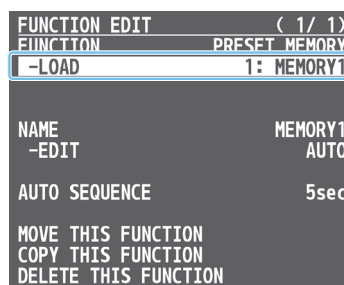 FUNCTION EDIT ( 1/ 1)
FUNCTION PRESET MEMORY
-LOAD 1: MEMORY1
NAME MEMORY1
-EDIT AUTO
AUTO SEQUENCE 5sec
MOVE THIS FUNCTION
COPY THIS FUNCTION
DELETE THIS FUNCTION